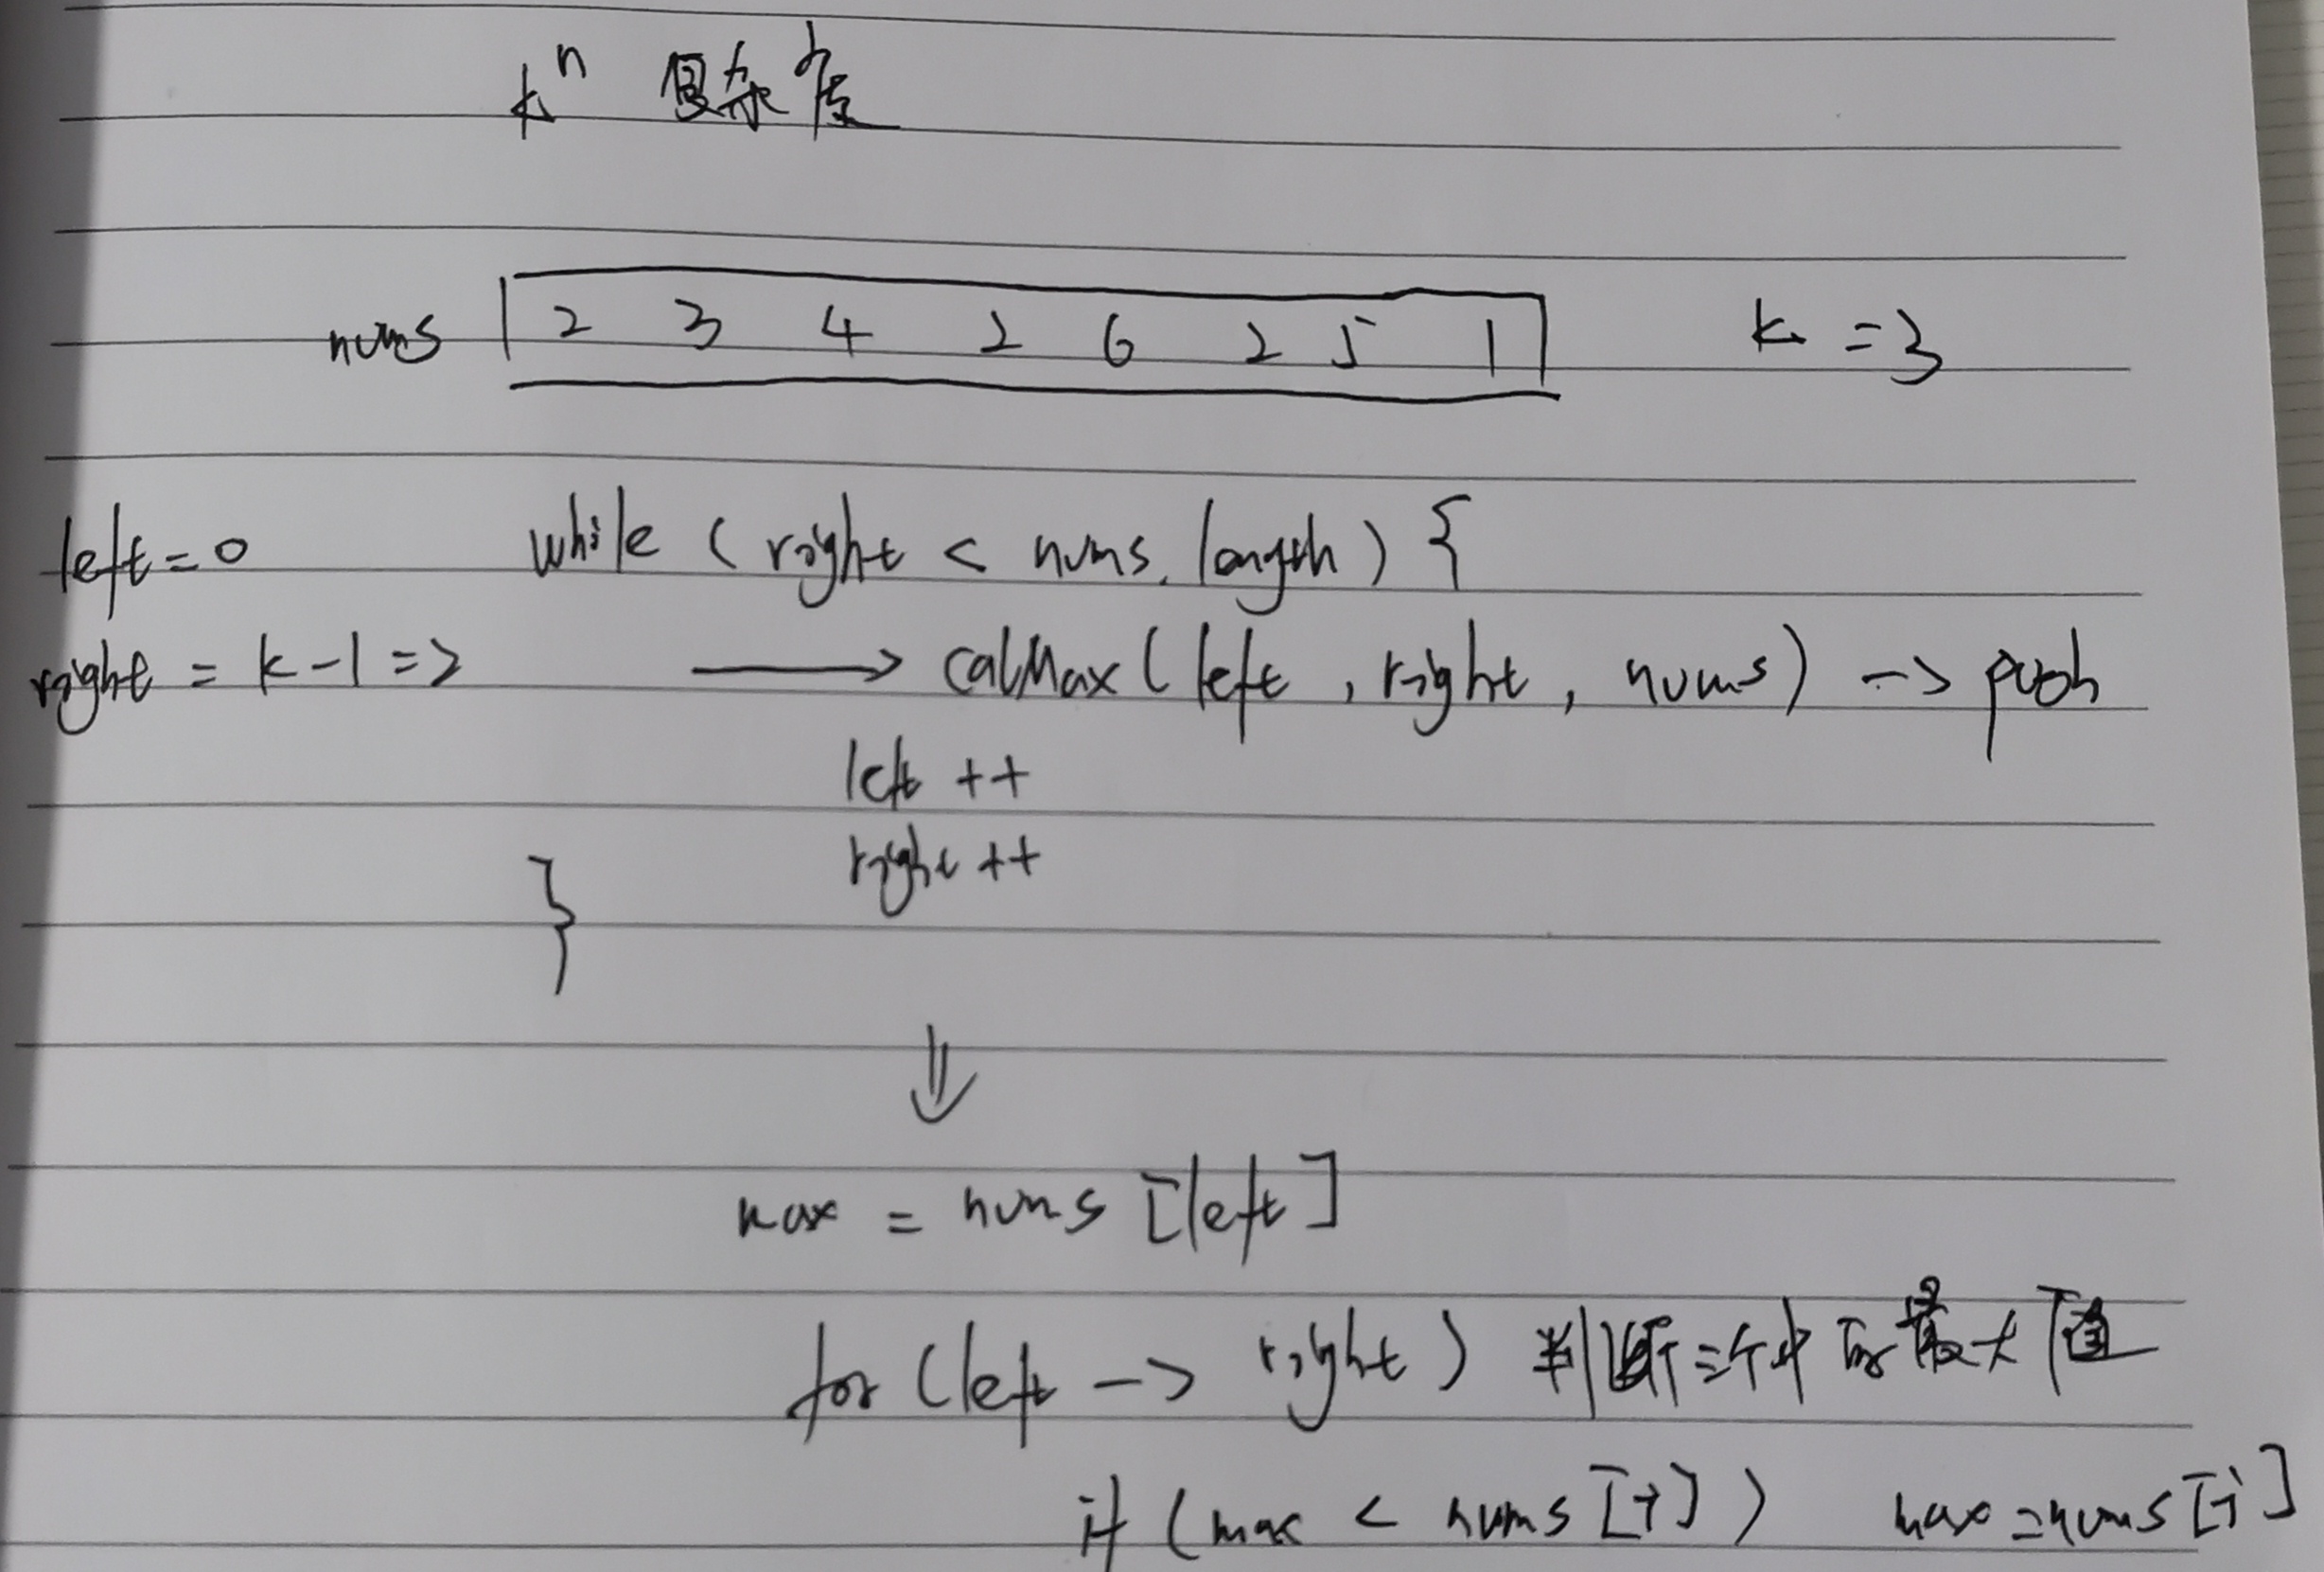 kⁿ 复杂度
nums 2 3 4 2 6 2 5 1 k = 3
left = 0 while (right < nums.length) {
right = k - 1 => 2 → calMax(left, right, nums) -> push
left ++
right ++
}
⇓
max = nums [left]
for (left -> right) 判断三个中的最大值
if (max < nums [i]) max = nums [i]